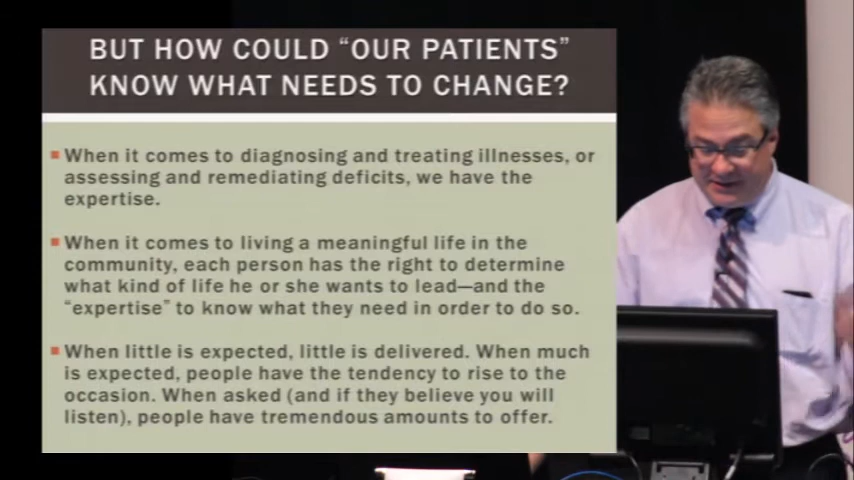 BUT HOW COULD “OUR PATIENTS”
KNOW WHAT NEEDS TO CHANGE?
When it comes to diagnosing and treating illnesses, or
assessing and remediating deficits, we have the
expertise.
When it comes to living a meaningful life in the
community, each person has the right to determine
what kind of life he or she wants to lead—and the
“expertise” to know what they need in order to do so.
When little is expected, little is delivered. When much
is expected, people have the tendency to rise to the
occasion. When asked (and if they believe you will
listen), people have tremendous amounts to offer.